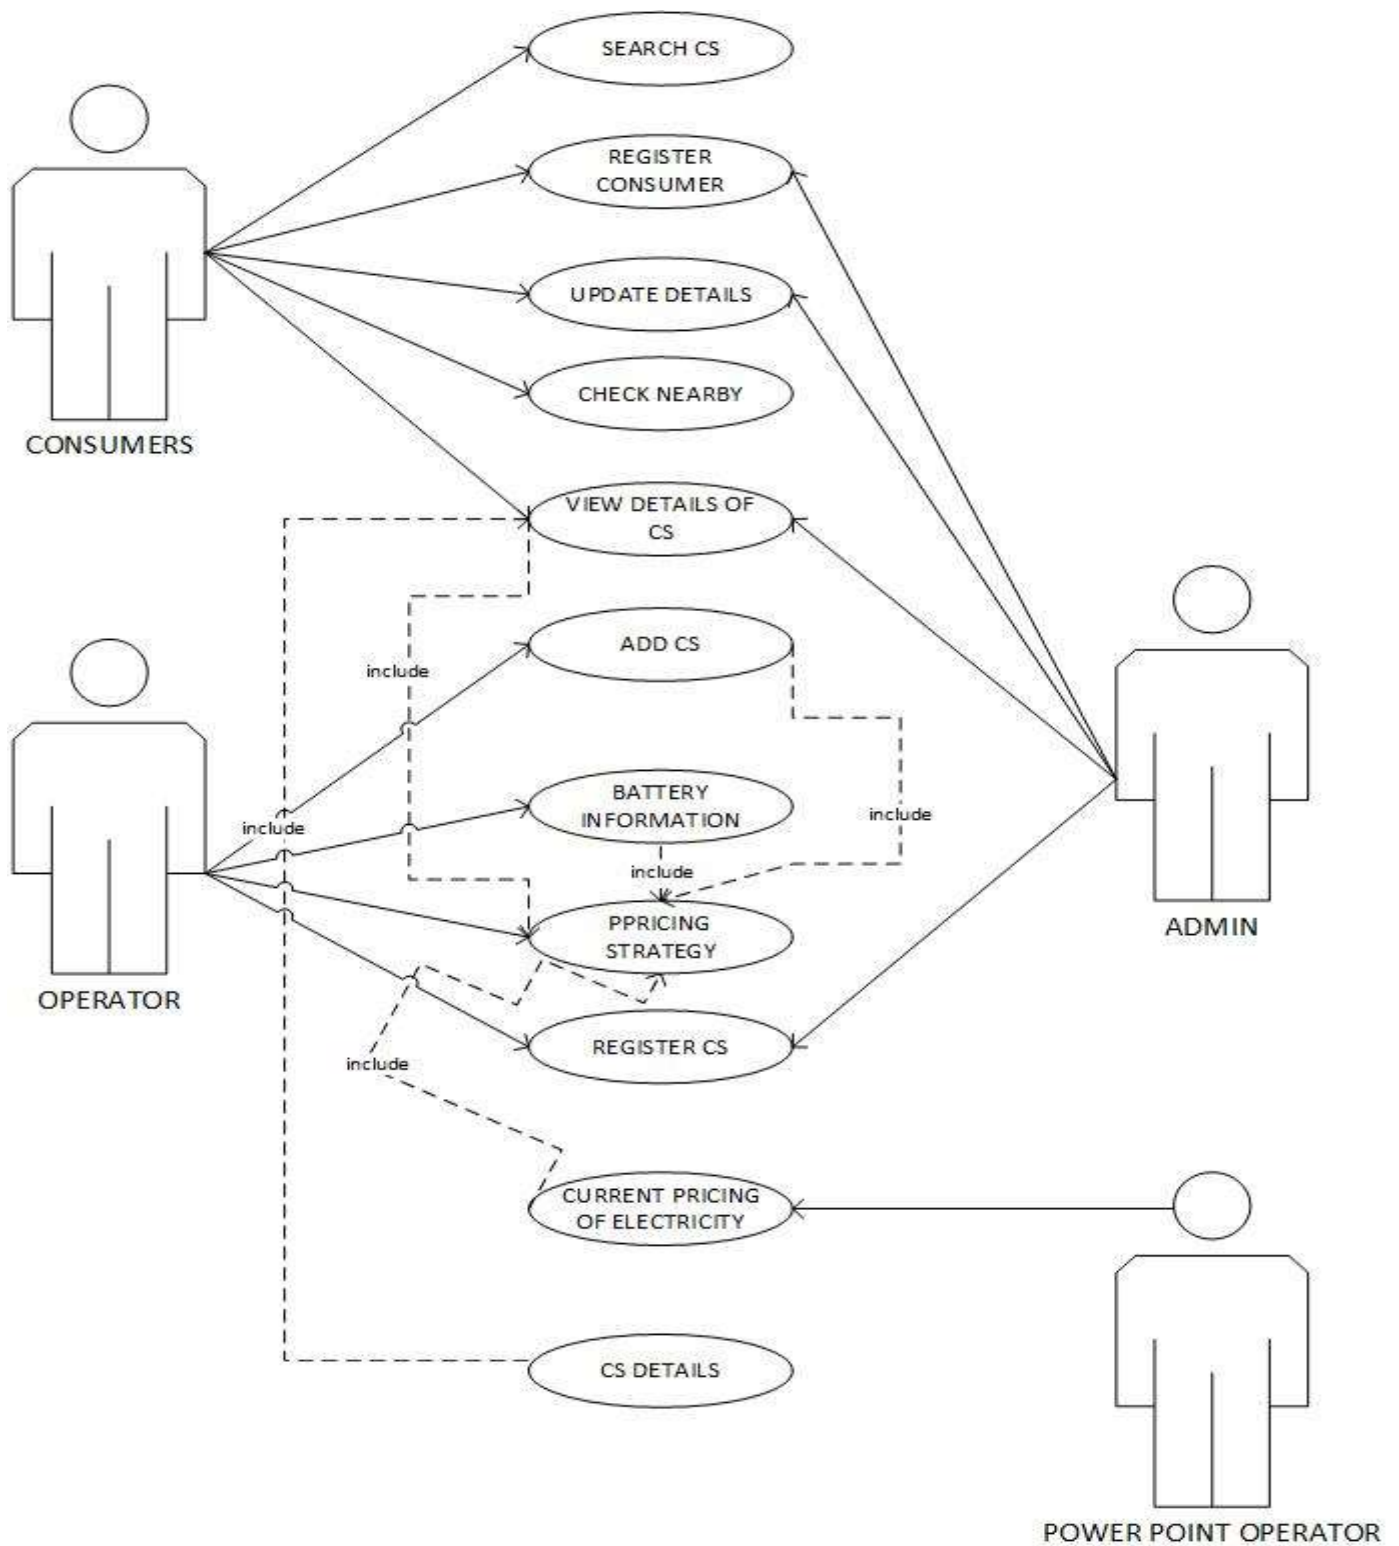 SEARCH CS
REGISTER
CONSUMER
UPDATE DETAILS
CHECK NEARBY
CONSUMERS
VIEW DETAILS OF
CS
ADD CS
include
BATTERY
INFORMATION
include
include
include
PPRICING
STRATEGY
ADMIN
OPERATOR
REGISTER CS
include
CURRENT PRICING
OF ELECTRICITY
CS DETAILS
POWER POINT OPERATOR